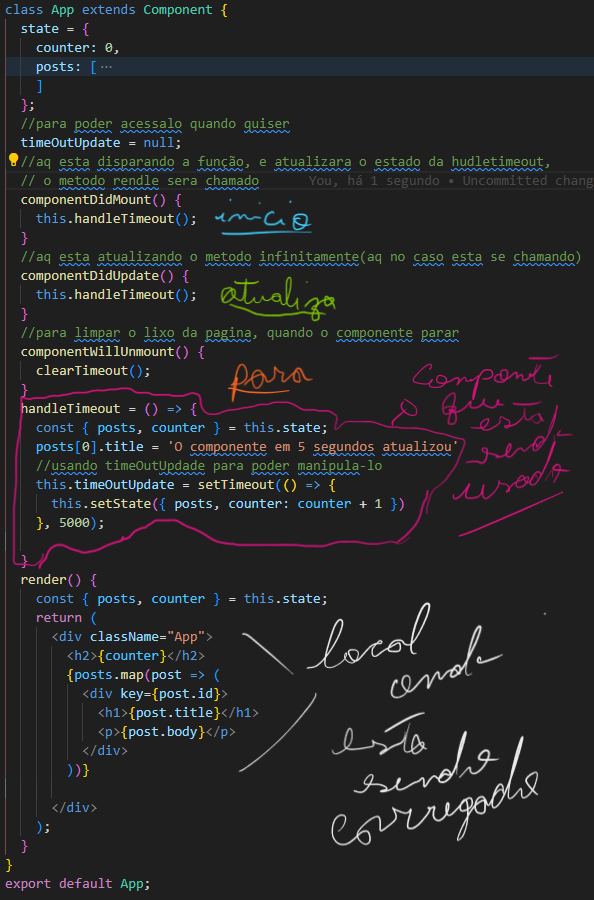 class App extends Component {
state = {
counter: 0,
posts: [ ...
]
};
//para poder acessalo quando quiser
timeOutUpdate = null;
//aq esta disparando a função, e atualizara o estado da hudletimeout,
// o metodo rendle sera chamado You, há 1 segundo • Uncommitted chang
componentDidMount() {
this.handleTimeout(); inicio
}
//aq esta atualizando o metodo infinitamente(aq no caso esta se chamando)
componentDidUpdate() {
this.handleTimeout(); atualiza
}
//para limpar o lixo da pagina, quando o componente parar
componentWillUnmount() {
clearTimeout(); para
}
handleTimeout = () => {
const { posts, counter } = this.state;
posts[0].title = 'O componente em 5 segundos atualizou'
//usando timeOutUpdade para poder manipula-lo
this.timeOutUpdate = setTimeout(() => {
this.setState({ posts, counter: counter + 1 })
}, 5000);
}
que
esta
sendo
usado
render() {
const { posts, counter } = this.state;
return (
<div className="App">
<h2>{counter}</h2>
{posts.map(post => (
<div key={post.id}>
<h1>{post.title}</h1>
<p>{post.body}</p>
</div>
))}
</div>
);
}
}
export default App;
local
onde
esta
sendo